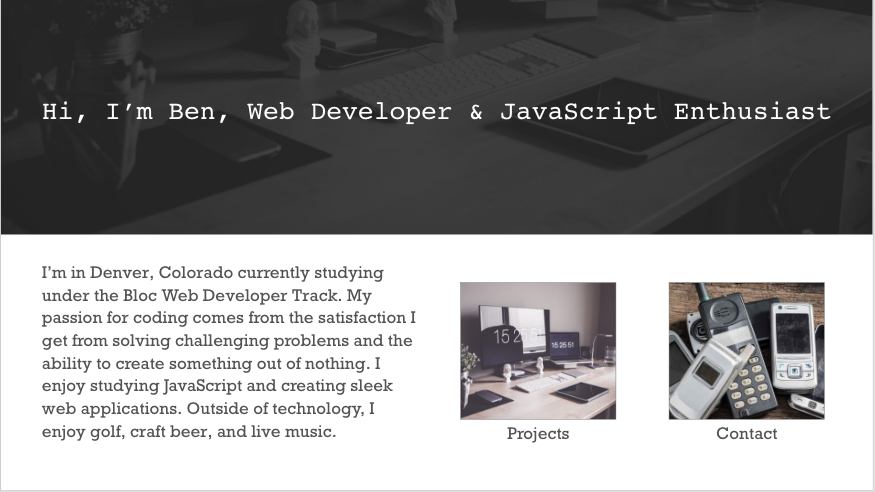 Hi, I’m Ben, Web Developer & JavaScript Enthusiast
I’m in Denver, Colorado currently studying
under the Bloc Web Developer Track. My
passion for coding comes from the satisfaction I
get from solving challenging problems and the
ability to create something out of nothing. I
enjoy studying JavaScript and creating sleek
web applications. Outside of technology, I
enjoy golf, craft beer, and live music.
15 25 51
15 25 51
Projects
Contact